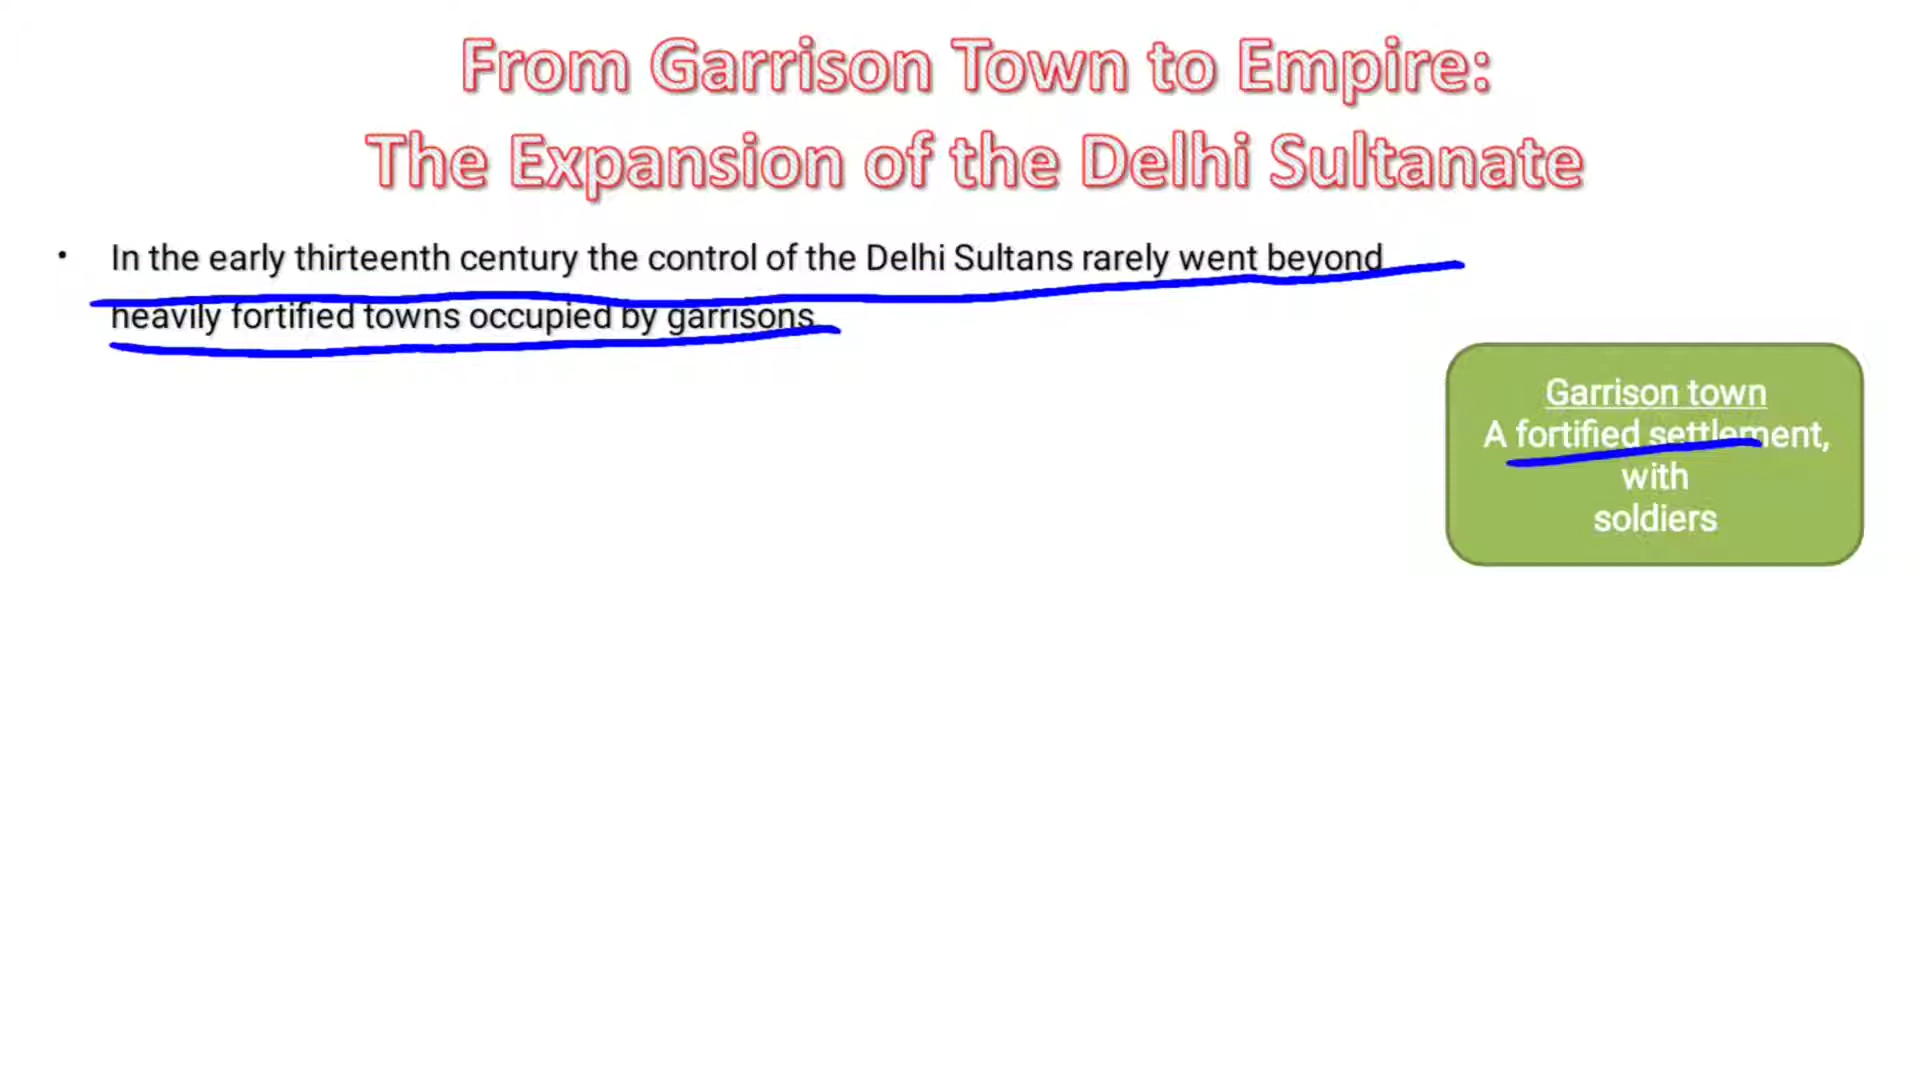 From Garrison Town to Empire:
The Expansion of the Delhi Sultanate
• In the early thirteenth century the control of the Delhi Sultans rarely went beyond
heavily fortified towns occupied by garrisons.
Garrison town
A fortified settlement,
with
soldiers